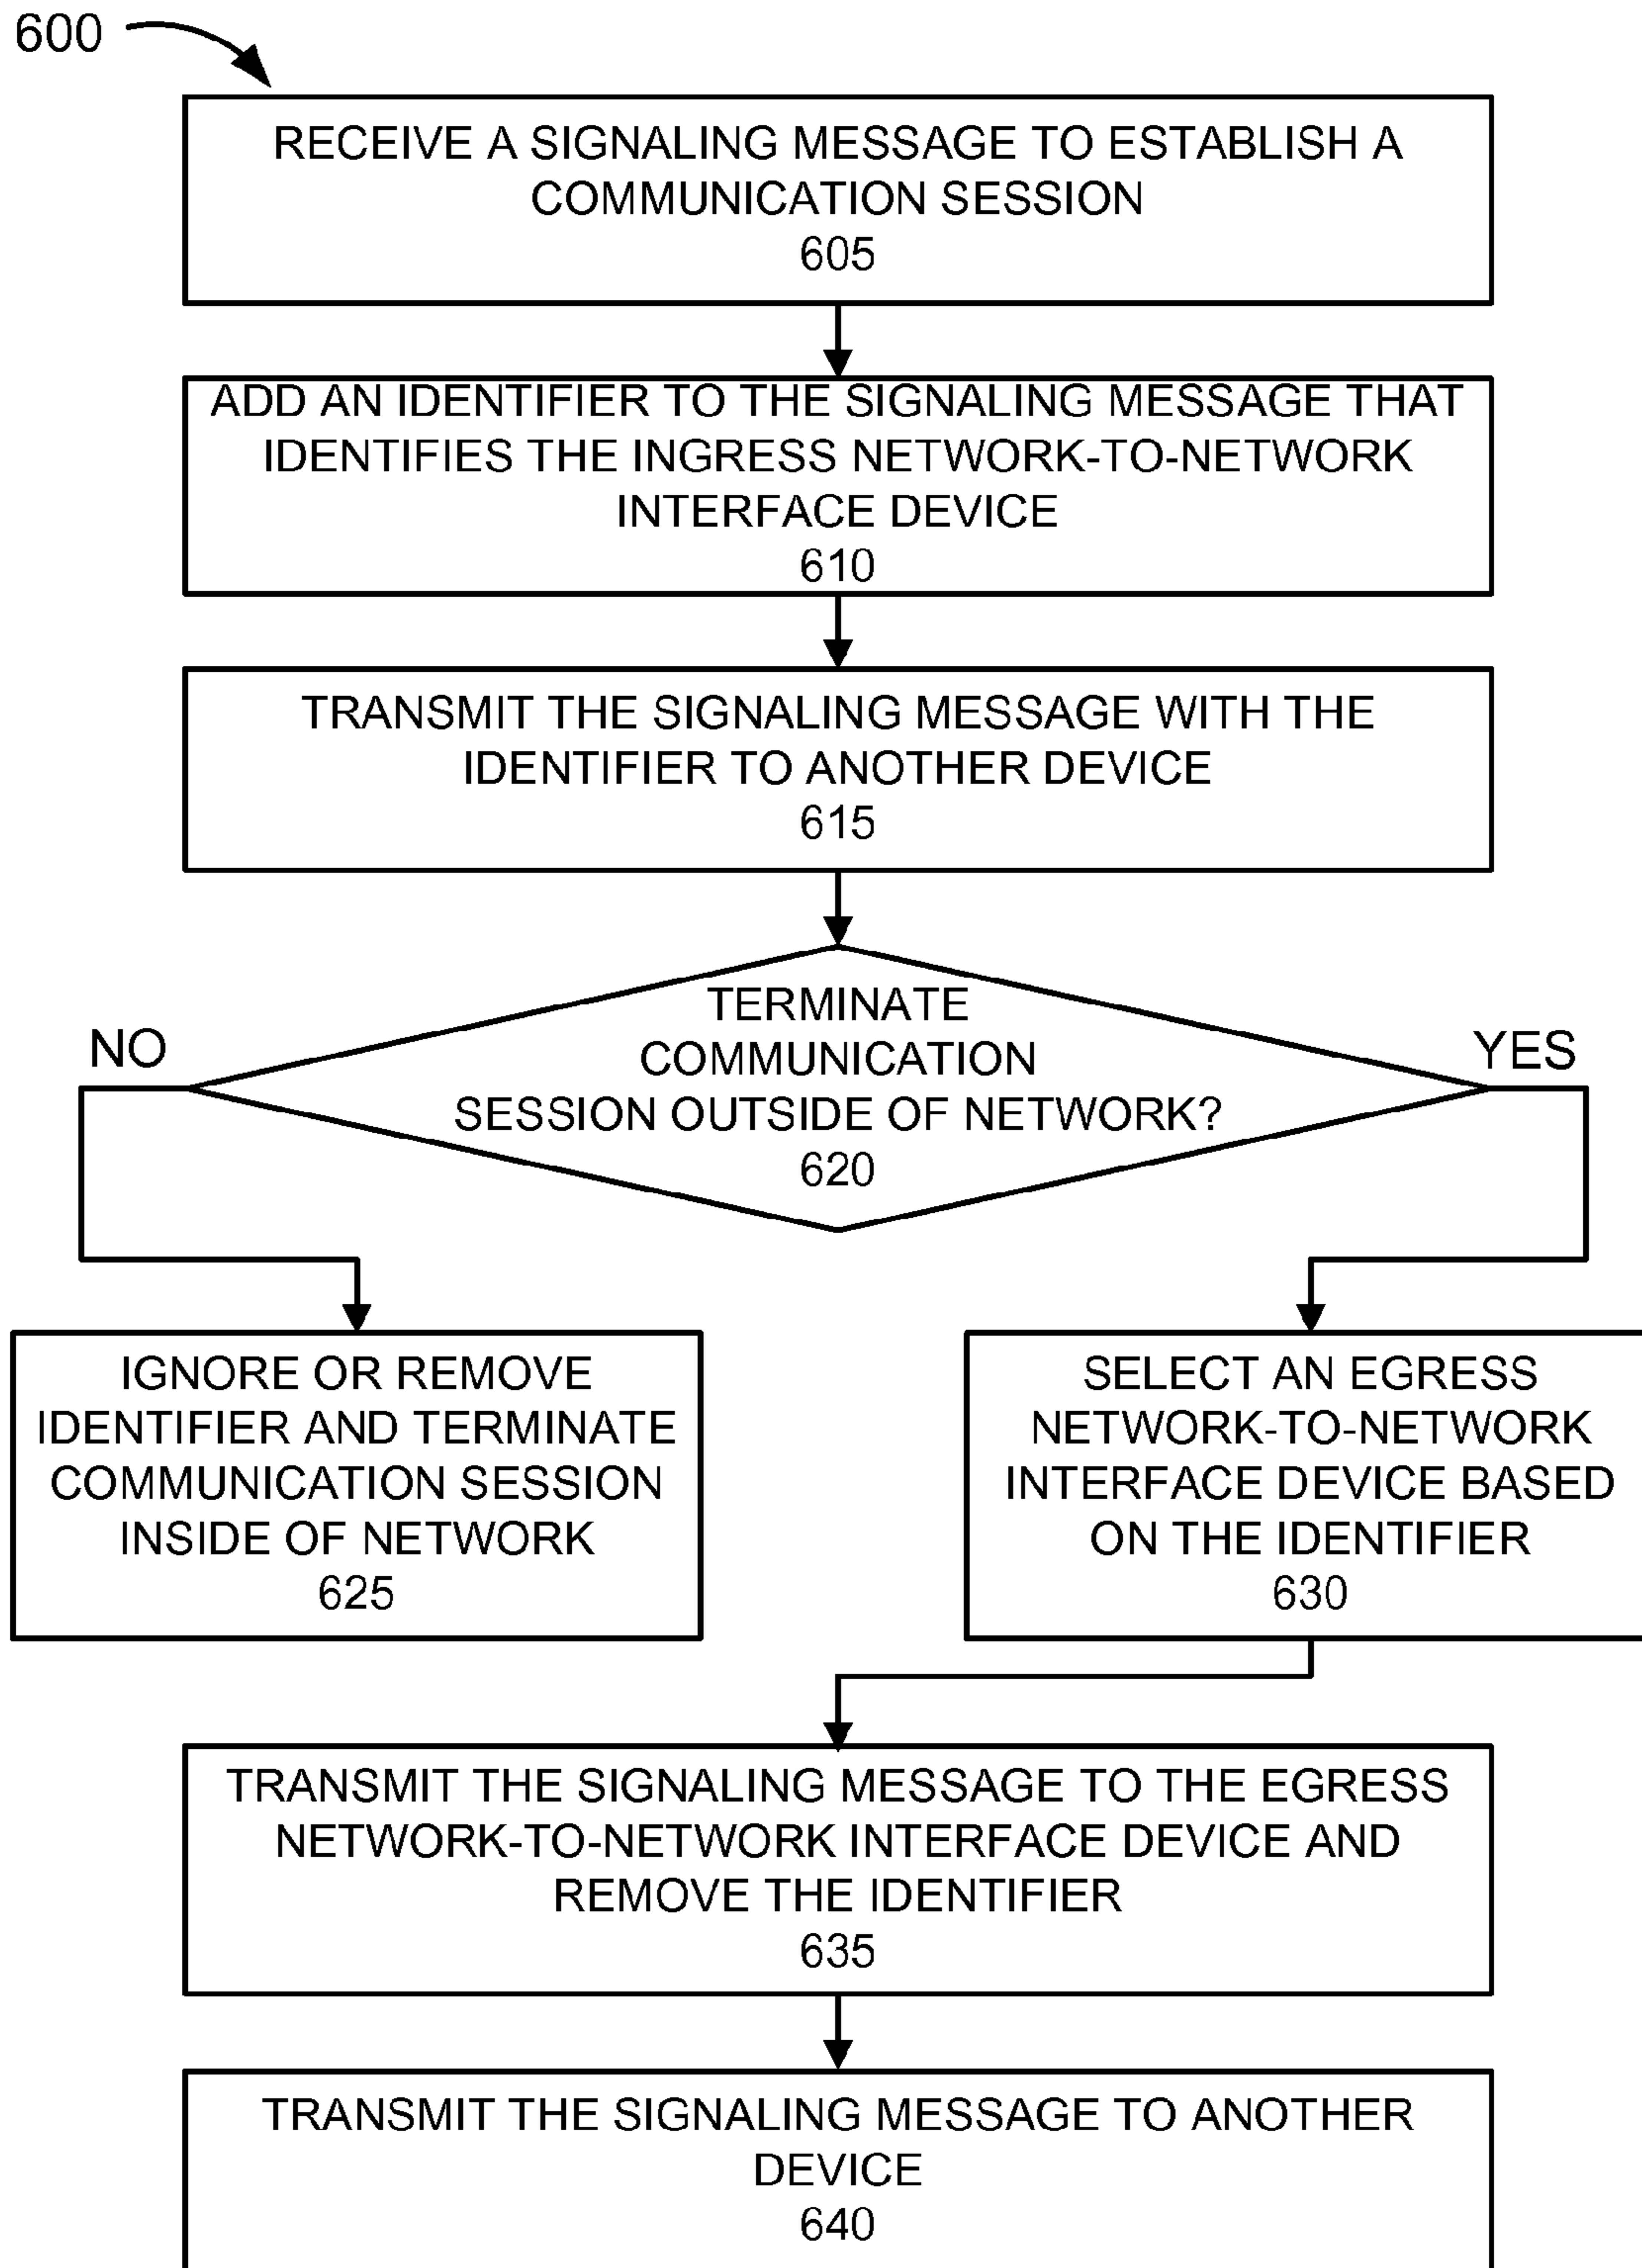 600
RECEIVE A SIGNALING MESSAGE TO ESTABLISH A
COMMUNICATION SESSION
605
ADD AN IDENTIFIER TO THE SIGNALING MESSAGE THAT
IDENTIFIES THE INGRESS NETWORK-TO-NETWORK
INTERFACE DEVICE
610
TRANSMIT THE SIGNALING MESSAGE WITH THE
IDENTIFIER TO ANOTHER DEVICE
615
TERMINATE
COMMUNICATION
SESSION OUTSIDE OF NETWORK?
620
NO
YES
IGNORE OR REMOVE
IDENTIFIER AND TERMINATE
COMMUNICATION SESSION
INSIDE OF NETWORK
625
SELECT AN EGRESS
NETWORK-TO-NETWORK
INTERFACE DEVICE BASED
ON THE IDENTIFIER
630
TRANSMIT THE SIGNALING MESSAGE TO THE EGRESS
NETWORK-TO-NETWORK INTERFACE DEVICE AND
REMOVE THE IDENTIFIER
635
TRANSMIT THE SIGNALING MESSAGE TO ANOTHER
DEVICE
640